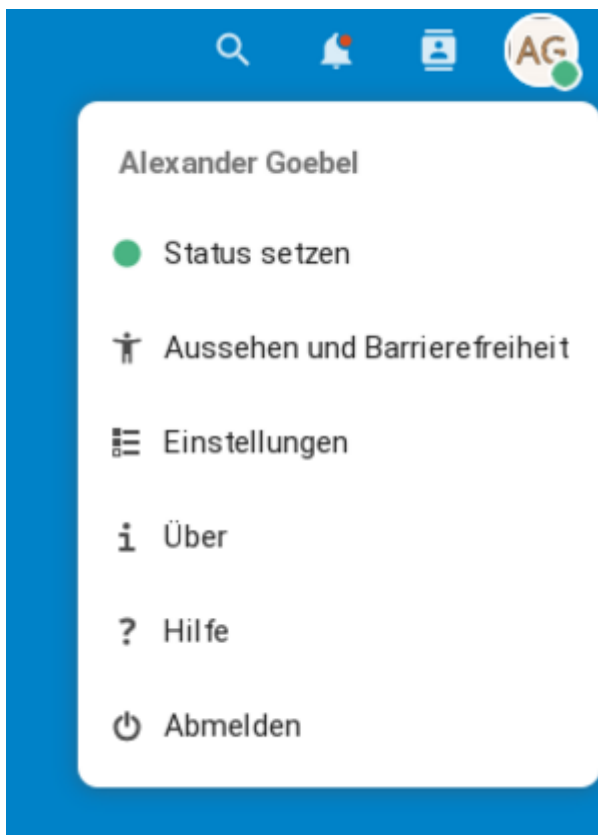 AG
Alexander Goebel
Status setzen
Aussehen und Barrierefreiheit
Einstellungen
Über
Hilfe
Abmelden